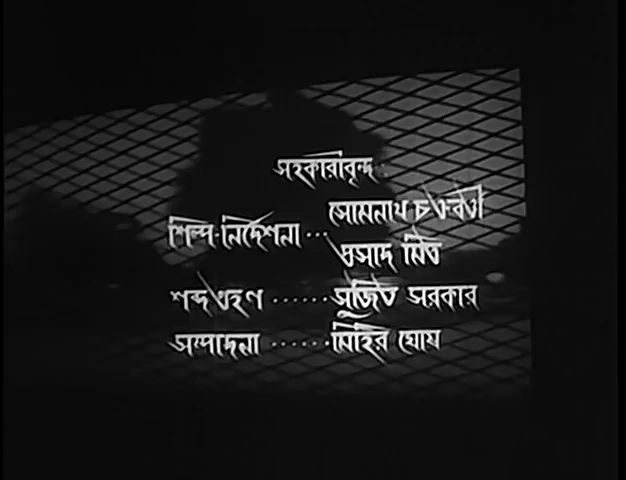 সহকারীবৃন্দ
শিল্প-নির্দেশনা ... সোমনাথ চক্রবর্তী
প্রসাদ মিত্র
শব্দগ্রহণ ...... সুজিত সরকার
সম্পাদনা ...... মিহির ঘোষ